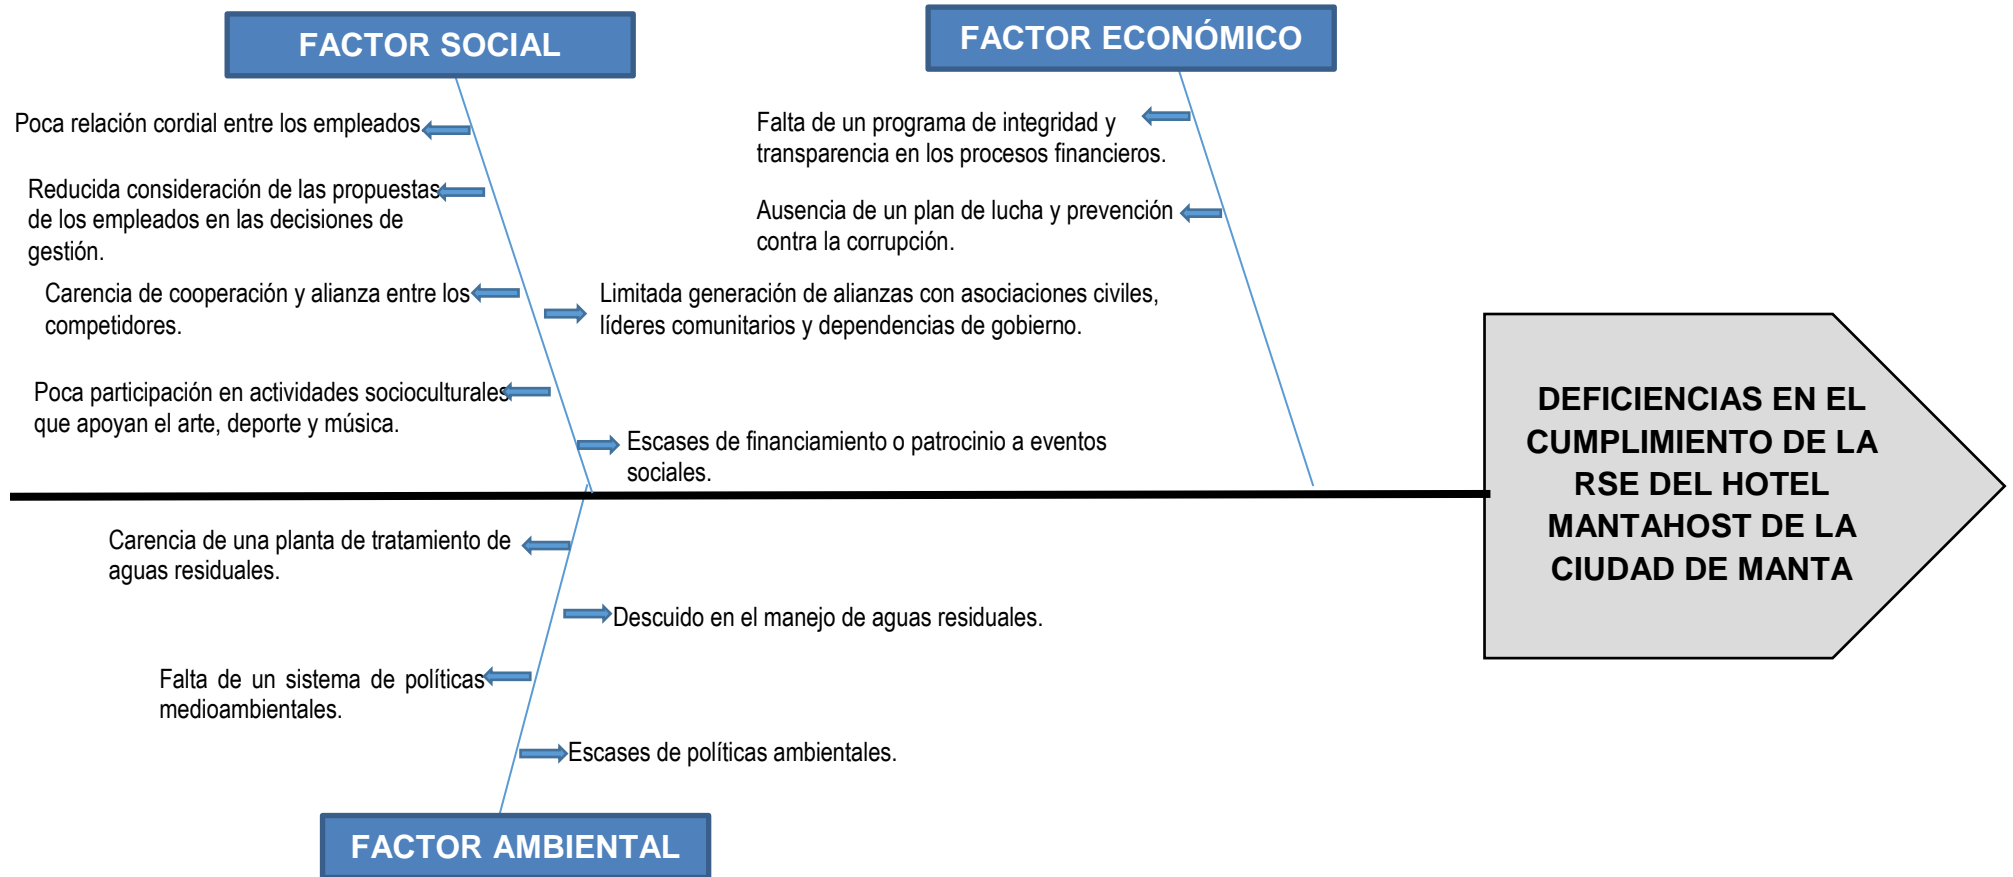 FACTOR SOCIAL
FACTOR ECONÓMICO
Poca relación cordial entre los empleados
Reducida consideración de las propuestas
de los empleados en las decisiones de
gestión.
Carencia de cooperación y alianza entre los
competidores.
Poca participación en actividades socioculturales
que apoyan el arte, deporte y música.
Limitada generación de alianzas con asociaciones civiles,
líderes comunitarios y dependencias de gobierno.
Escases de financiamiento o patrocinio a eventos
sociales.
Falta de un programa de integridad y
transparencia en los procesos financieros.
Ausencia de un plan de lucha y prevención
contra la corrupción.
DEFICIENCIAS EN EL
CUMPLIMIENTO DE LA
RSE DEL HOTEL
MANTAHOST DE LA
CIUDAD DE MANTA
Carencia de una planta de tratamiento de
aguas residuales.
Descuido en el manejo de aguas residuales.
Falta de un sistema de políticas
medioambientales.
Escases de políticas ambientales.
FACTOR AMBIENTAL